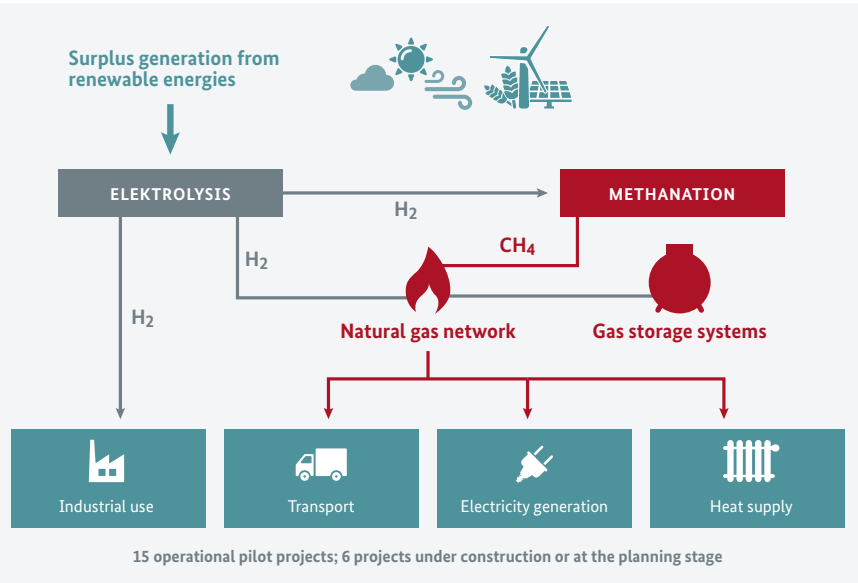 Surplus generation from
renewable energies
ELEKTROLYSIS
METHANATION
H2
CH4
H2
H2
Natural gas network
Gas storage systems
Industrial use
Transport
Electricity generation
Heat supply
15 operational pilot projects; 6 projects under construction or at the planning stage